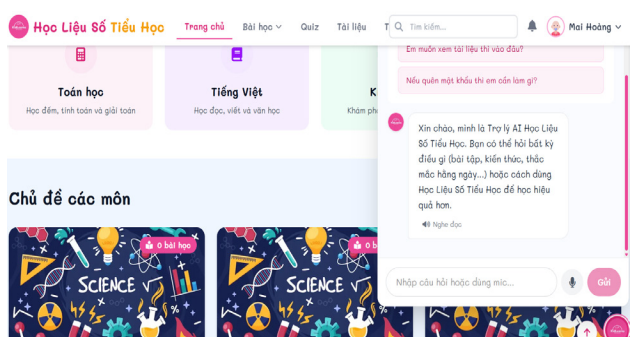 Học Liệu Số Tiểu Học
Trang chủ
Bài học
Quiz
Tài liệu
T
Tìm kiếm...
Mai Hoàng
Toán học
Học đếm, tính toán và giải toán
Tiếng Việt
Học đọc, viết và văn học
K
Khám ph
Em muốn xem tài liệu thì vào đâu?
Nếu quên mật khẩu thì em cần làm gì?
Xin chào, mình là Trợ lý AI Học Liệu
Số Tiểu Học. Bạn có thể hỏi bất kỳ
điều gì (bài tập, kiến thức, thắc
mắc hằng ngày...) hoặc cách dùng
Học Liệu Số Tiểu Học để học hiệu
quả hơn.
Nghe đọc
Nhập câu hỏi hoặc dùng mic...
Gửi
Chủ đề các môn
0 bài học
SCIENCE
0 b
SCIENCE